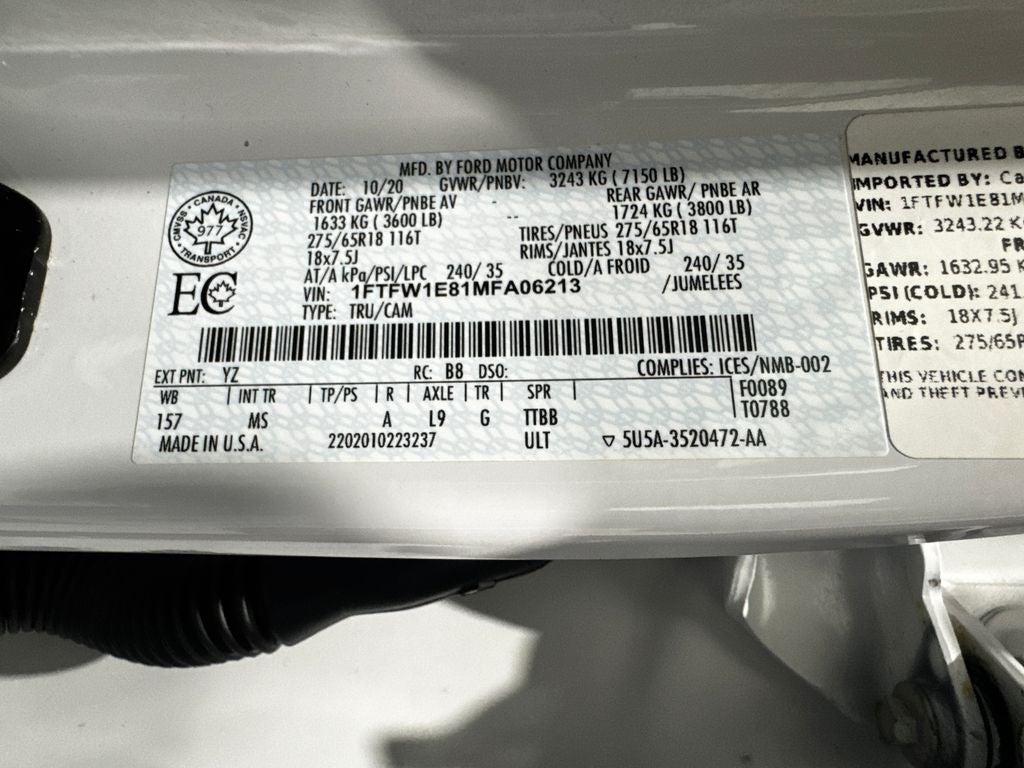 MFD. BY FORD MOTOR COMPANY
DATE: 10/20 GVWR/PNBV: 3243 KG ( 7150 LB)
FRONT GAWR/PNBE AV REAR GAWR/ PNBE AR
1633 KG ( 3600 LB) -- 1724 KG ( 3800 LB)
275/65R18 116T TIRES/PNEUS 275/65R18 116T
18x7.5J RIMS/JANTES 18x7.5J
AT/A kPa/PSI/LPC 240/ 35 COLD/A FROID 240/ 35
VIN: 1FTFW1E81MFA06213 /JUMELEES
TYPE: TRU/CAM
CMVSS • CANADA • NSVAC
977
• TRANSPORT •
EC
EXT PNT: YZ RC: B8 DSO: COMPLIES: ICES/NMB-002
WB INT TR TP/PS R AXLE TR SPR F0089
157 MS A L9 G TTBB T0788
MADE IN U.S.A. 2202010223237 ULT ▽ 5U5A-3520472-AA
MANUFACTURED B
IMPORTED BY: Ca
VIN: 1FTFW1E81M
GVWR: 3243.22 K
FR
GAWR: 1632.95 K
PSI (COLD): 241
RIMS: 18X7.5J
TIRES: 275/65R
THIS VEHICLE CON
AND THEFT PREVE